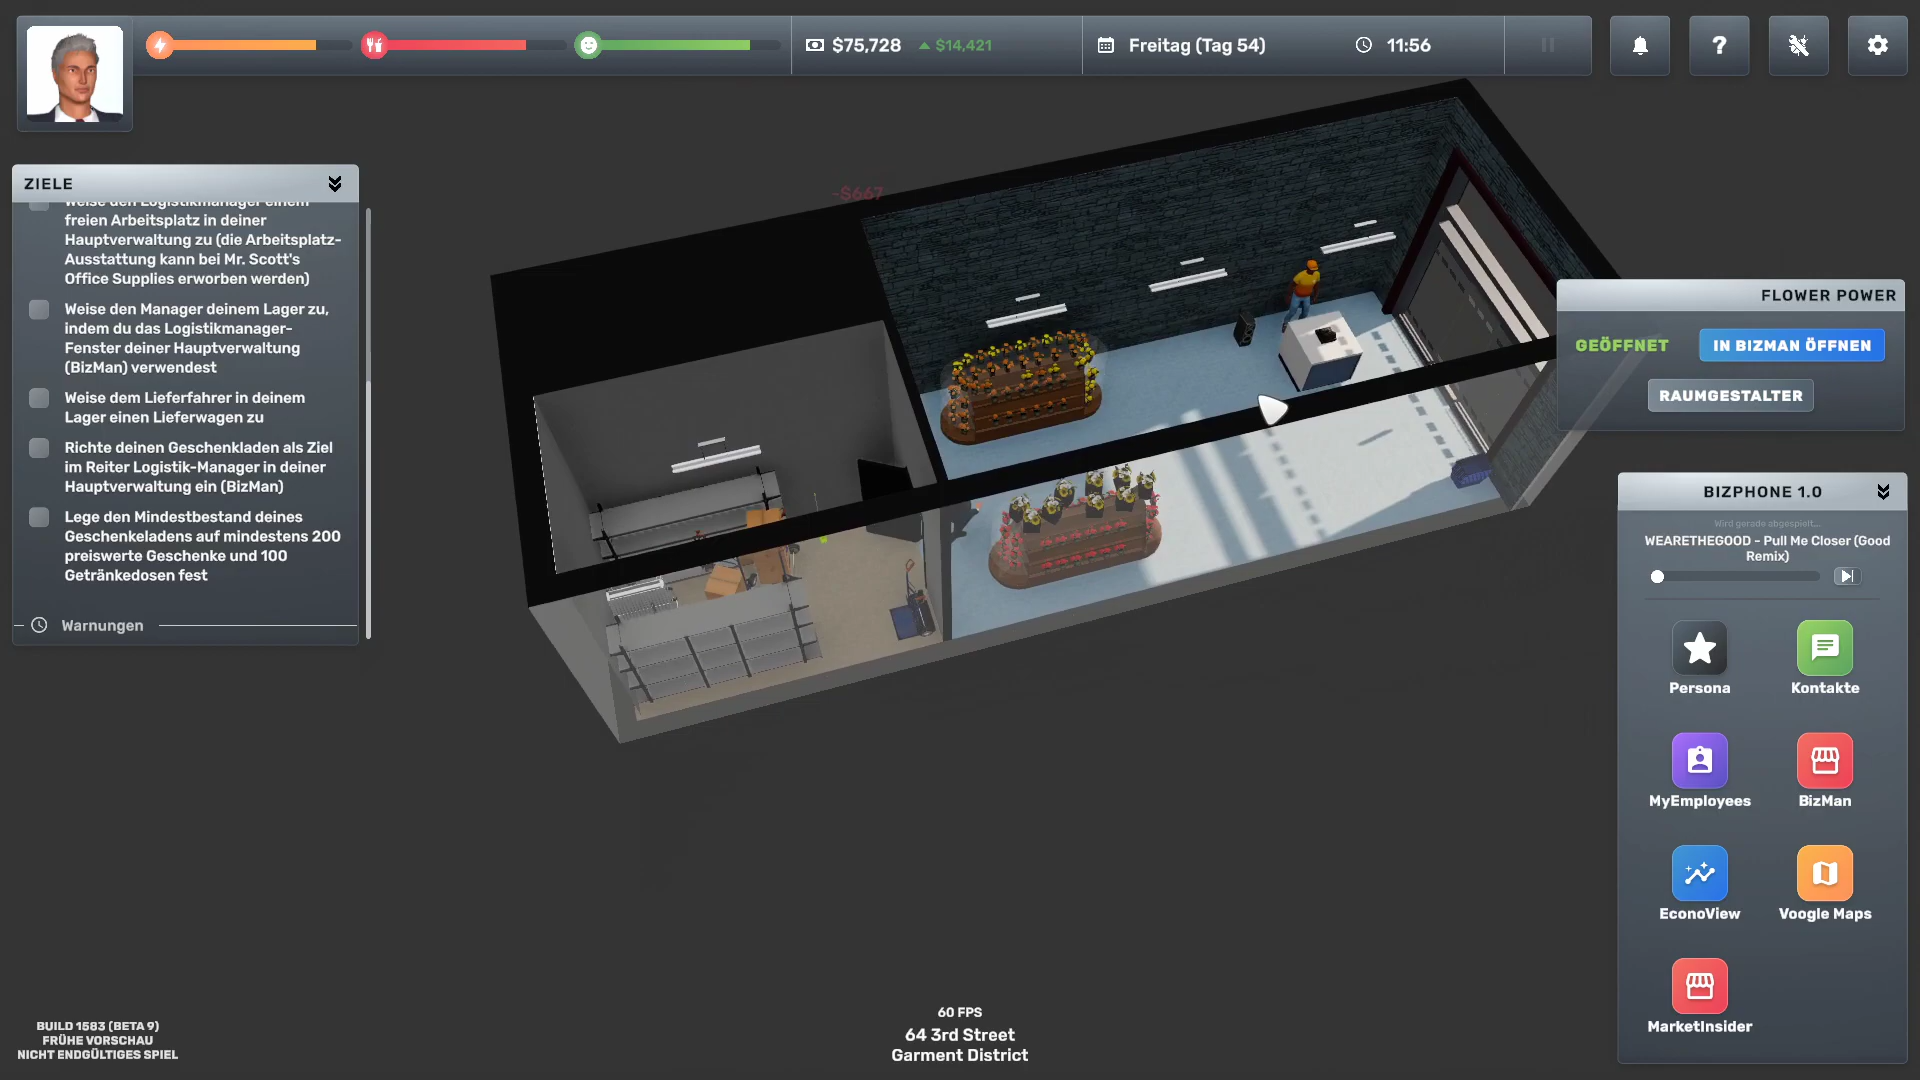 $75,728
$14,421
Freitag (Tag 54)
11:56
?
-$667
ZIELE
Weise den Logistikmanager einem
freien Arbeitsplatz in deiner
Hauptverwaltung zu (die Arbeitsplatz-
Ausstattung kann bei Mr. Scott's
Office Supplies erworben werden)
Weise den Manager deinem Lager zu,
indem du das Logistikmanager-
Fenster deiner Hauptverwaltung
(BizMan) verwendest
Weise dem Lieferfahrer in deinem
Lager einen Lieferwagen zu
Richte deinen Geschenkladen als Ziel
im Reiter Logistik-Manager in deiner
Hauptverwaltung ein (BizMan)
Lege den Mindestbestand deines
Geschenkeladens auf mindestens 200
preiswerte Geschenke und 100
Getränkedosen fest
Warnungen
FLOWER POWER
GEÖFFNET
IN BIZMAN ÖFFNEN
RAUMGESTALTER
BIZPHONE 1.0
Wird gerade abgespielt...
WEARETHEGOOD - Pull Me Closer (Good
Remix)
Persona
Kontakte
MyEmployees
BizMan
EconoView
Voogle Maps
MarketInsider
60 FPS
64 3rd Street
Garment District
BUILD 1583 (BETA 9)
FRÜHE VORSCHAU
NICHT ENDGÜLTIGES SPIEL